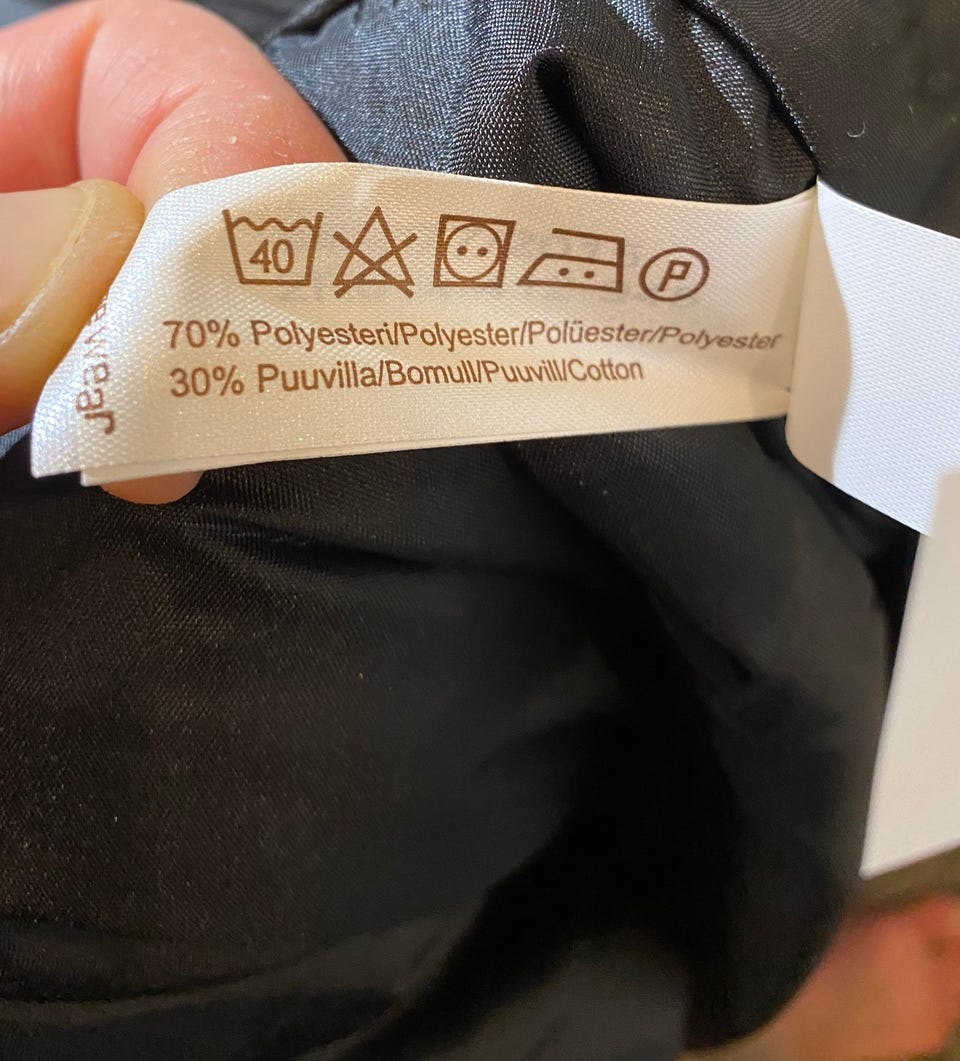 40
P
70% Polyesteri/Polyester/Polüester/Polyester
30% Puuvilla/Bomull/Puuvill/Cotton